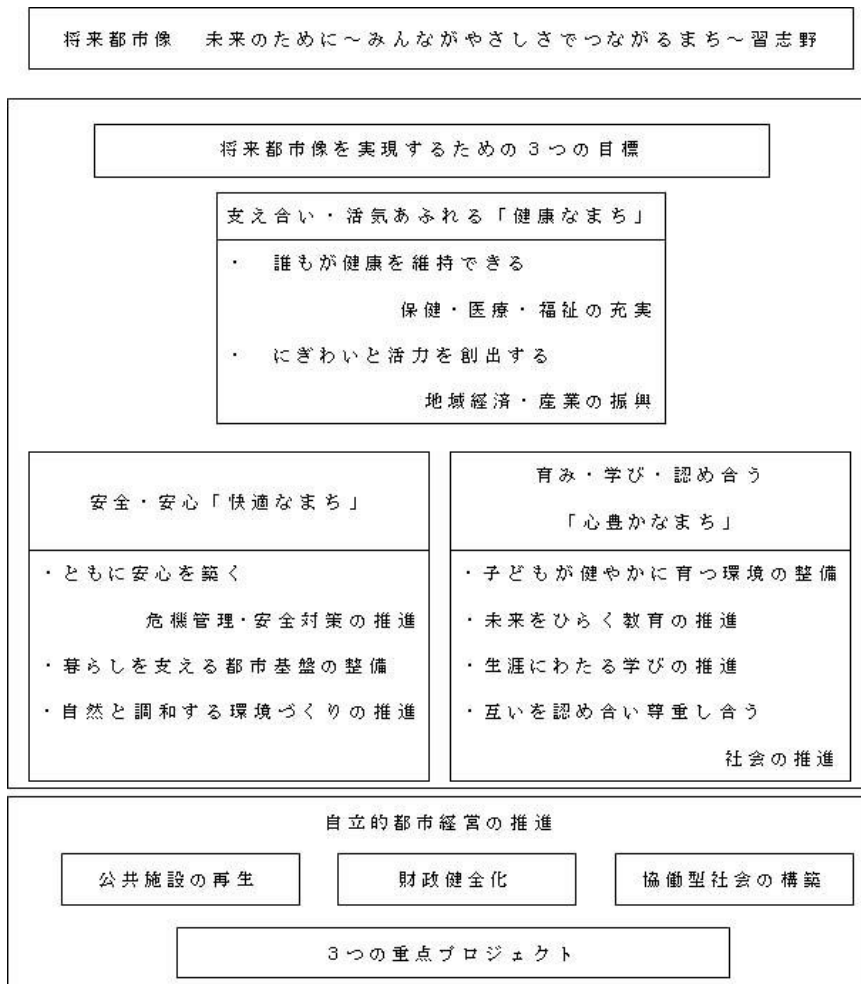 将来都市像　未来のために～みんながやさしさでつながるまち～習志野
将来都市像を実現するための３つの目標
支え合い・活気あふれる「健康なまち」
・　誰もが健康を維持できる
保健・医療・福祉の充実
・　にぎわいと活力を創出する
地域経済・産業の振興
安全・安心「快適なまち」
・ともに安心を築く
危機管理・安全対策の推進
・暮らしを支える都市基盤の整備
・自然と調和する環境づくりの推進
育み・学び・認め合う
「心豊かなまち」
・子どもが健やかに育つ環境の整備
・未来をひらく教育の推進
・生涯にわたる学びの推進
・互いを認め合い尊重し合う
社会の推進
自立的都市経営の推進
公共施設の再生
財政健全化
協働型社会の構築
３つの重点プロジェクト